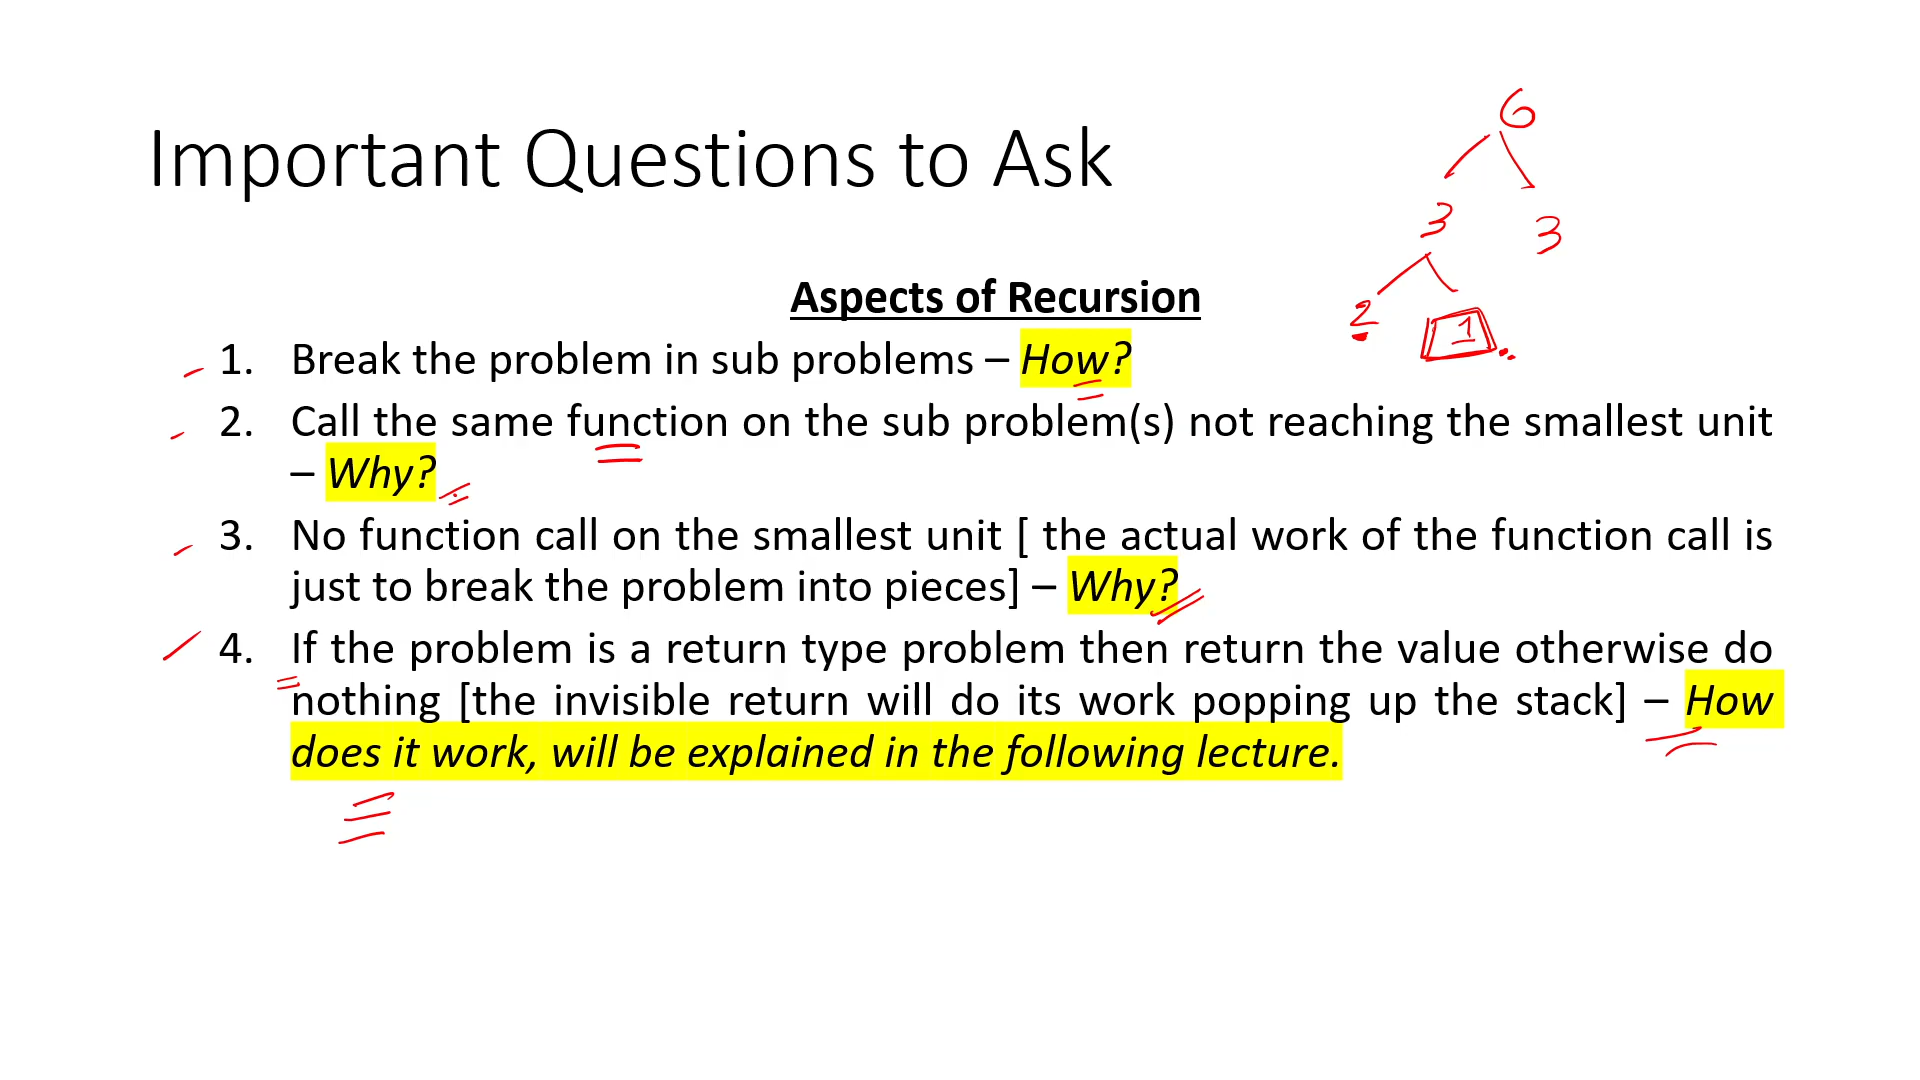 Important Questions to Ask
6
3 3
2 1
Aspects of Recursion
1. Break the problem in sub problems – How?
2. Call the same function on the sub problem(s) not reaching the smallest unit
– Why?
3. No function call on the smallest unit [ the actual work of the function call is
just to break the problem into pieces] – Why?
4. If the problem is a return type problem then return the value otherwise do
nothing [the invisible return will do its work popping up the stack] – How
does it work, will be explained in the following lecture.